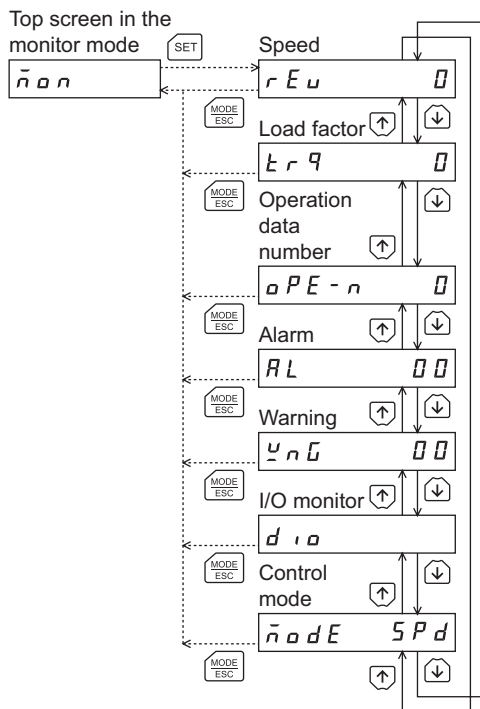 Top screen in the
monitor mode
SET
Speed
mon
rEv 0
MODE
ESC
Load factor
trq 0
MODE
ESC
Operation
data
number
oPE-n 0
MODE
ESC
Alarm
AL 00
MODE
ESC
Warning
WnG 00
MODE
ESC
I/O monitor
dio
MODE
ESC
Control
mode
modE SPd
MODE
ESC